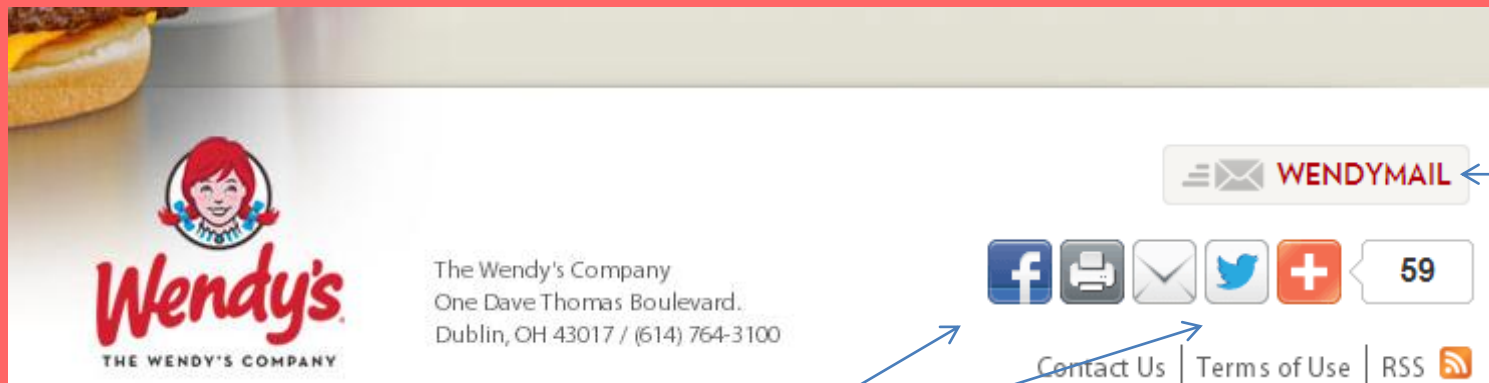 WENDYMAIL
Wendy's
THE WENDY'S COMPANY
The Wendy's Company
One Dave Thomas Boulevard.
Dublin, OH 43017 / (614) 764-3100
f
59
Contact Us | Terms of Use | RSS